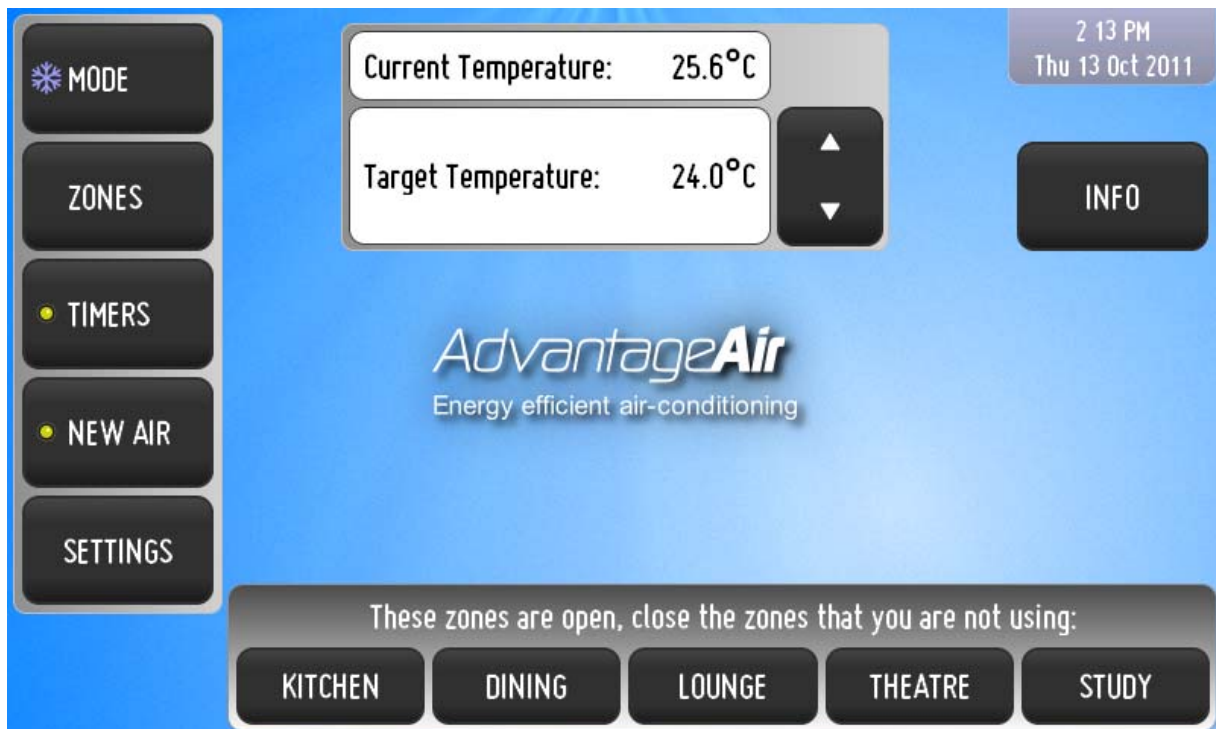 MODE
ZONES
TIMERS
NEW AIR
SETTINGS
Current Temperature: 25.6°C
Target Temperature: 24.0°C
2 13 PM
Thu 13 Oct 2011
INFO
AdvantageAir
Energy efficient air-conditioning
These zones are open, close the zones that you are not using:
KITCHEN DINING LOUNGE THEATRE STUDY